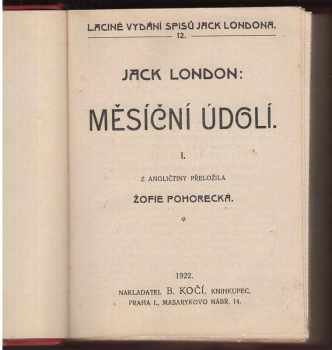 LACINÉ VYDÁNÍ SPISŮ JACK LONDONA.
12.
JACK LONDON:
MĚSÍČNÍ ÚDOLÍ.
I.
Z ANGLIČTINY PŘELOŽILA
ŽOFIE POHORECKÁ.
1922.
NAKLADATEL B. KOČÍ, KNIHKUPEC,
PRAHA I., MASARYKOVO NÁBŘ. 14.